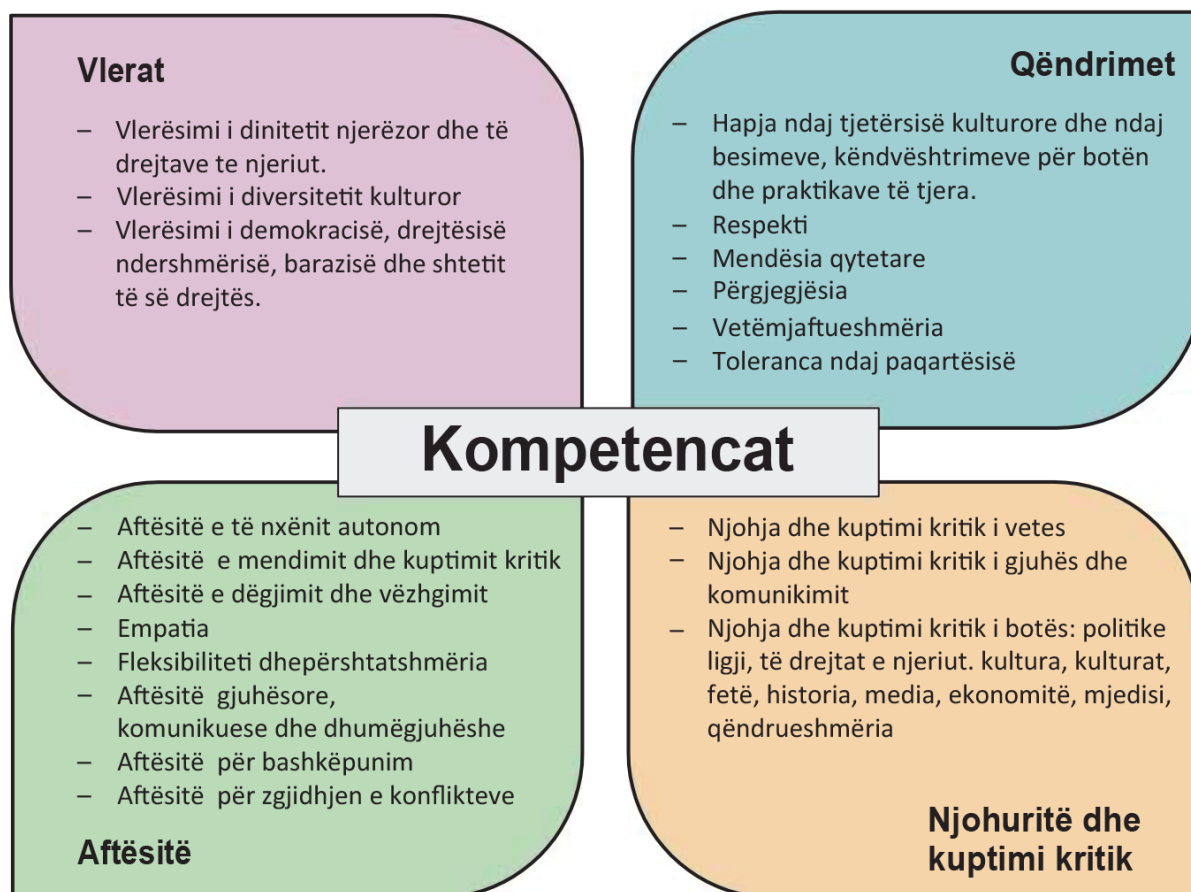 Vlerat
– Vlerësimi i dinitetit njerëzor dhe të
drejtave te njeriut.
– Vlerësimi i diversitetit kulturor
– Vlerësimi i demokracisë, drejtësisë
ndershmërisë, barazisë dhe shtetit
të së drejtës.
Qëndrimet
– Hapja ndaj tjetërsisë kulturore dhe ndaj
besimeve, këndvështrimeve për botën
dhe praktikave të tjera.
– Respekti
– Mendësia qytetare
– Përgjegjësia
– Vetëmjaftueshmëria
– Toleranca ndaj paqartësisë
Kompetencat
– Aftësitë e të nxënit autonom
– Aftësitë e mendimit dhe kuptimit kritik
– Aftësitë e dëgjimit dhe vëzhgimit
– Empatia
– Fleksibiliteti dhepërshtatshmëria
– Aftësitë gjuhësore,
komunikuese dhe dhumëgjuhëshe
– Aftësitë për bashkëpunim
– Aftësitë për zgjidhjen e konflikteve
Aftësitë
– Njohja dhe kuptimi kritik i vetes
– Njohja dhe kuptimi kritik i gjuhës dhe
komunikimit
– Njohja dhe kuptimi kritik i botës: politike
ligji, të drejtat e njeriut. kultura, kulturat,
fetë, historia, media, ekonomitë, mjedisi,
qëndrueshmëria
Njohuritë dhe
kuptimi kritik